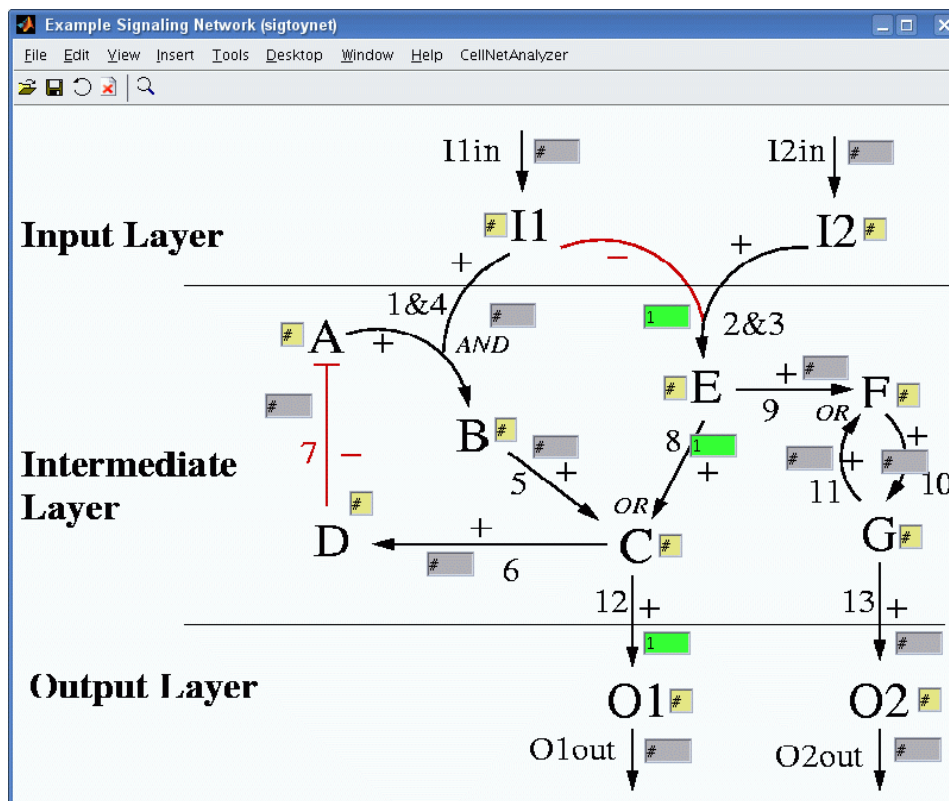 Example Signaling Network (sigtoynet)
File Edit View Insert Tools Desktop Window Help CellNetAnalyzer
I1in # I2in #
Input Layer # I1 I2 #
+ − +
1&4 # 1 2&3
# A + AND
# E + # F #
9 OR
# B # 8 1 + # +
7 − 5 + 11 10
Intermediate
Layer
# OR
D + C # G #
# 6
12 + 13 +
1 #
Output Layer
O1 # O2 #
O1out # O2out #